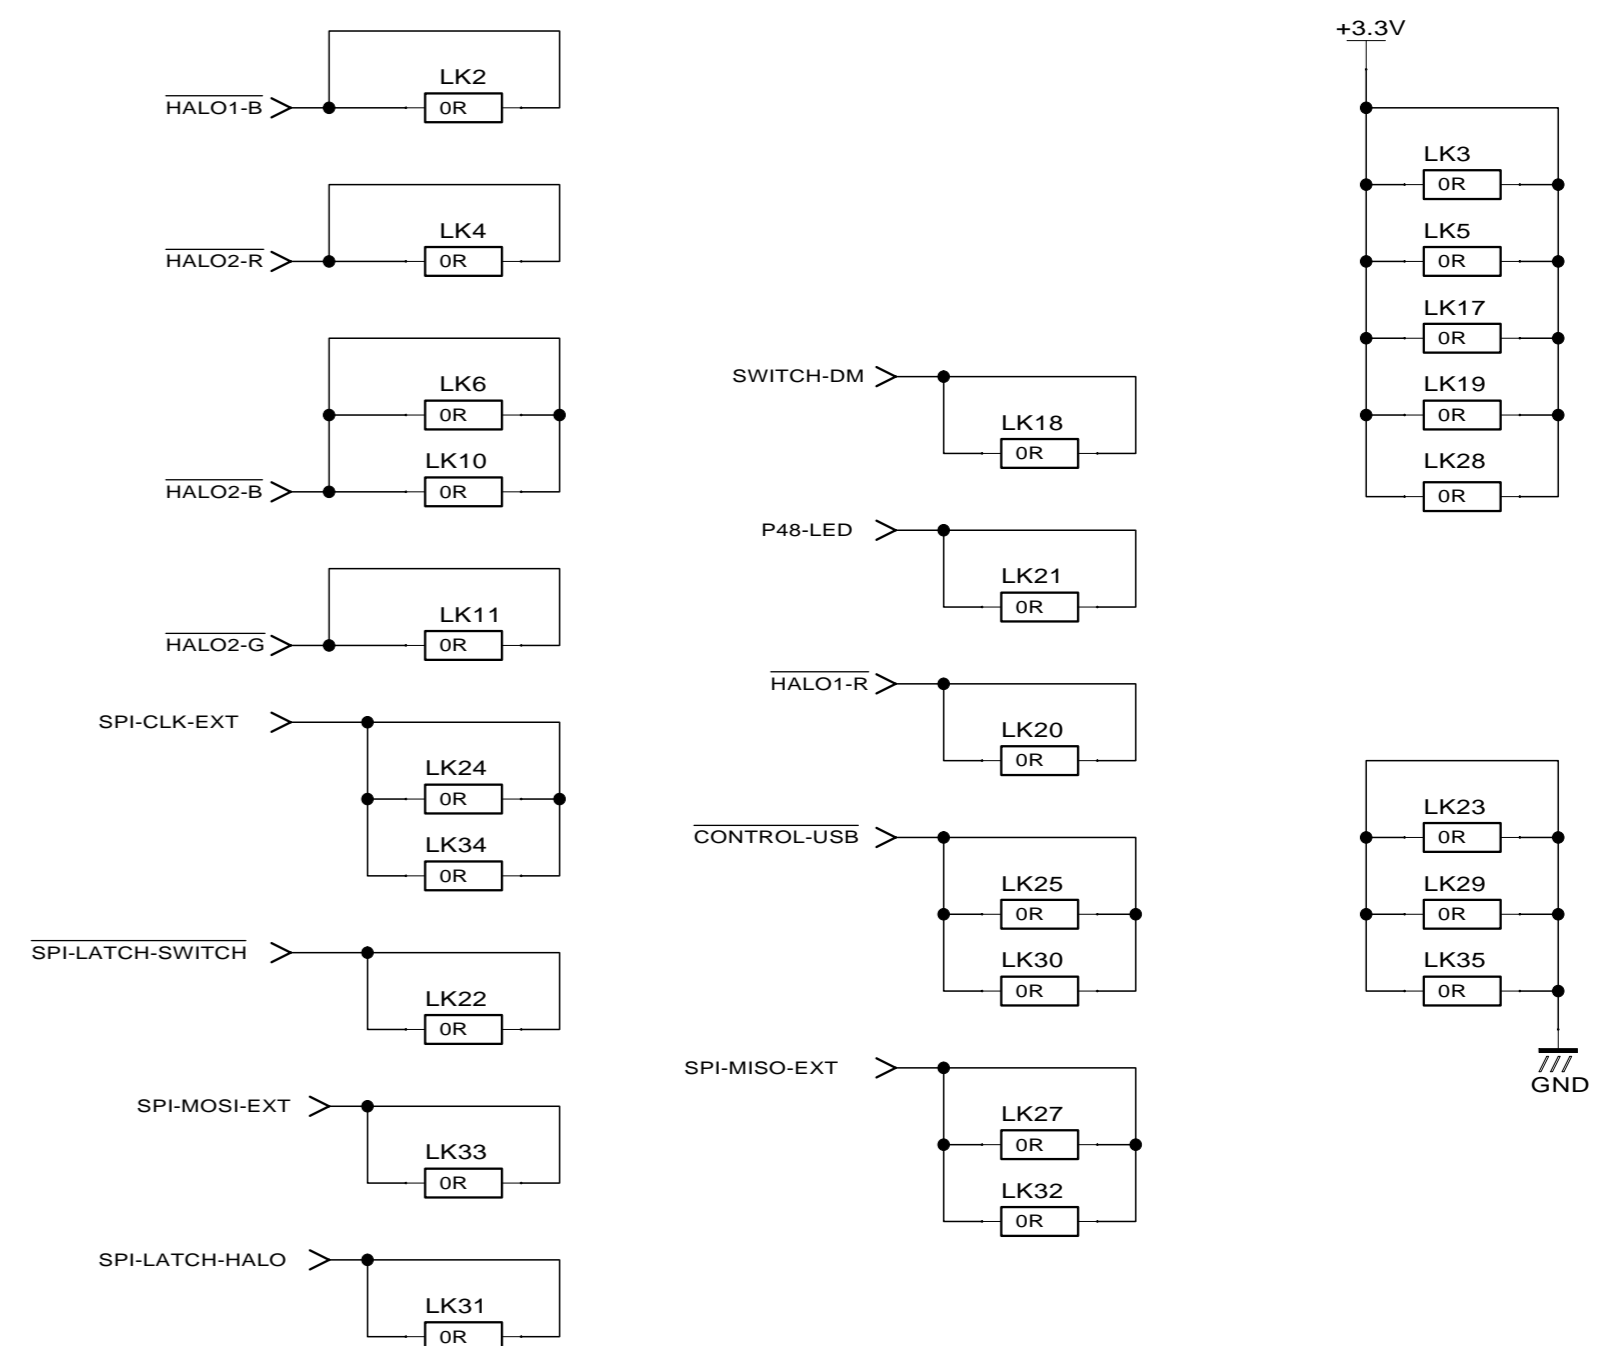 LK2
HALO1-B
0R
LK4
HALO2-R
0R
LK6
0R
LK10
HALO2-B
0R
LK11
HALO2-G
0R
SPI-CLK-EXT
LK24
0R
LK34
0R
SPI-LATCH-SWITCH
LK22
0R
SPI-MOSI-EXT
LK33
0R
SPI-LATCH-HALO
LK31
0R
SWITCH-DM
LK18
0R
P48-LED
LK21
0R
HALO1-R
LK20
0R
CONTROL-USB
LK25
0R
LK30
0R
SPI-MISO-EXT
LK27
0R
LK32
0R
+3.3V
LK3
0R
LK5
0R
LK17
0R
LK19
0R
LK28
0R
LK23
0R
LK29
0R
LK35
0R
GND